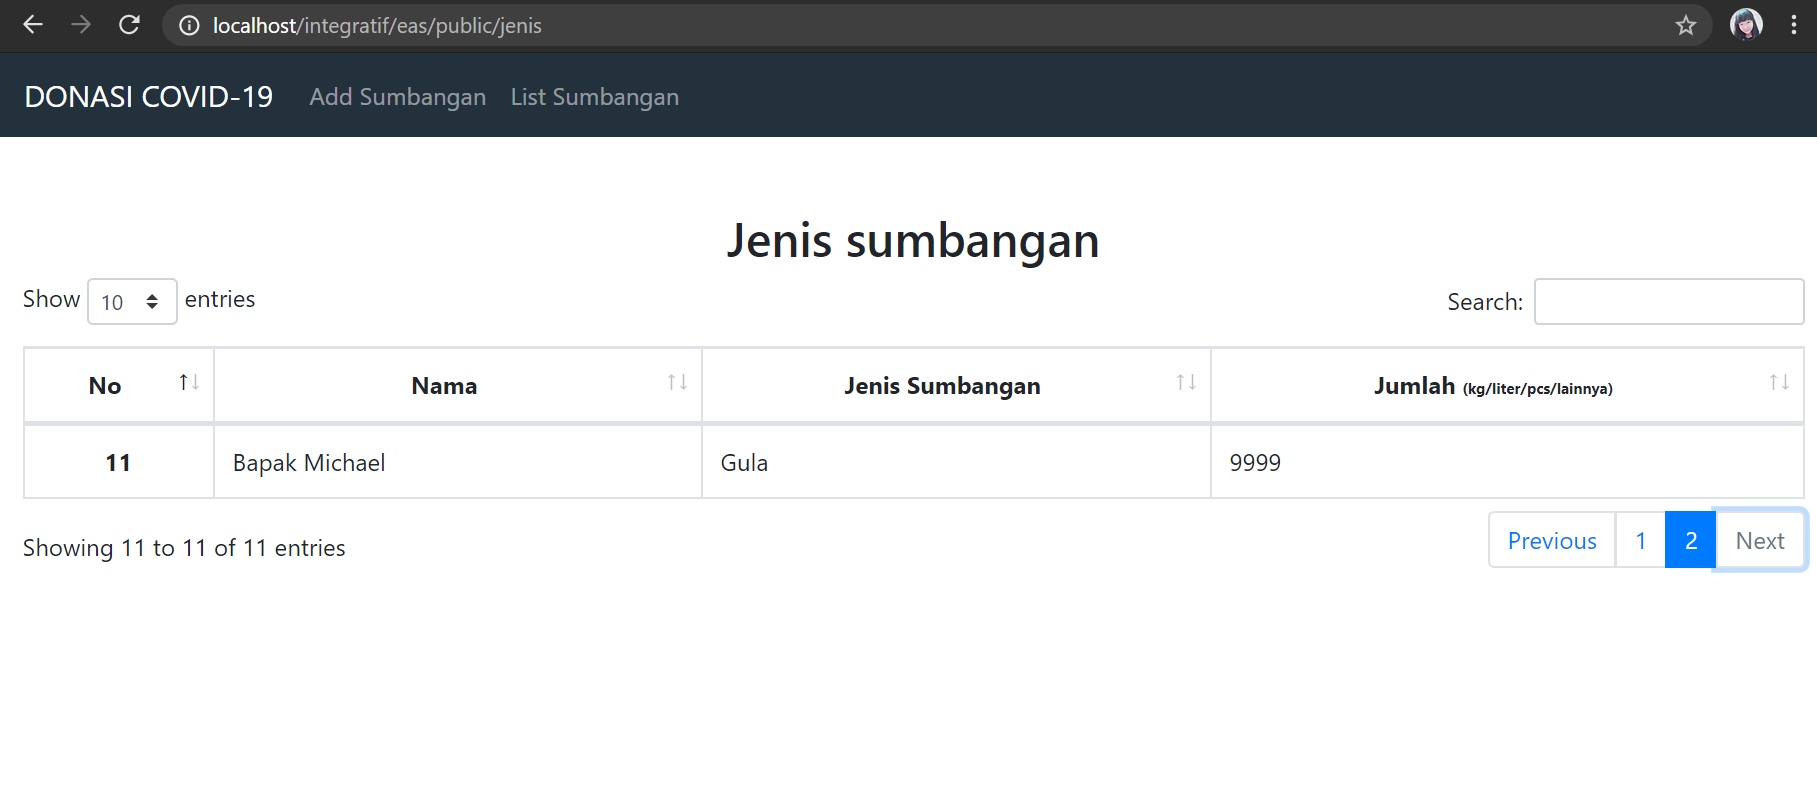 localhost/integratif/eas/public/jenis
DONASI COVID-19 Add Sumbangan List Sumbangan
Jenis sumbangan
Show 10 entries Search:
No Nama Jenis Sumbangan Jumlah (kg/liter/pcs/lainnya)
11 Bapak Michael Gula 9999
Showing 11 to 11 of 11 entries Previous 1 2 Next